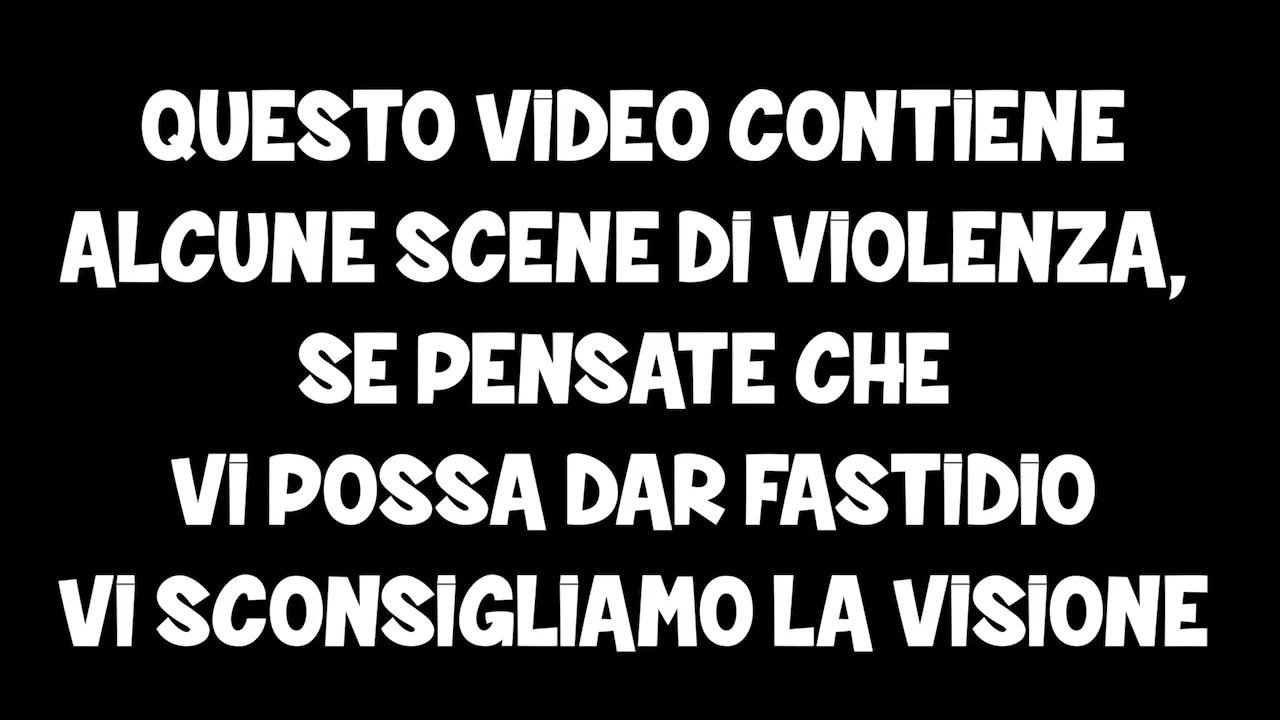 QUESTO ViDEO CONTiENE
ALCUNE SCENE Di ViOLENZA,
SE PENSATE CHE
Vi POSSA DAR FASTiDiO
Vi SCONSiGLiAMO LA ViSiONE